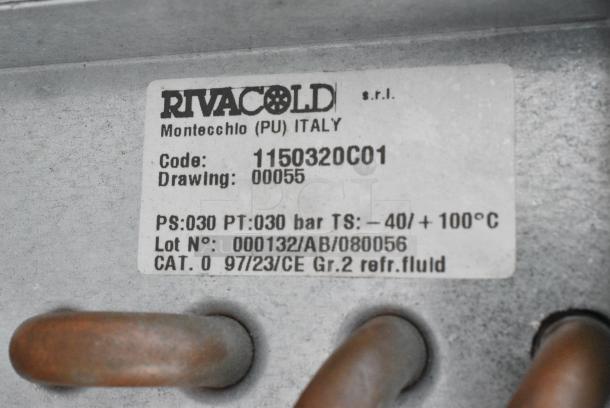 RIVACOLD s.r.l.
Montecchio (PU) ITALY
Code: 1150320C01
Drawing: 00055
PS:030 PT:030 bar TS: – 40/ + 100°C
Lot N°: 000132/AB/080056
CAT. 0 97/23/CE Gr.2 refr.fluid